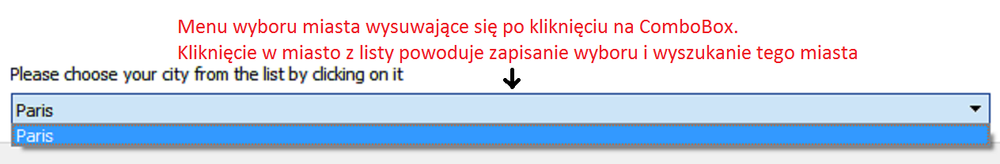 Menu wyboru miasta wysuwające się po kliknięciu na ComboBox.
Kliknięcie w miasto z listy powoduje zapisanie wyboru i wyszukanie tego miasta
Please choose your city from the list by clicking on it
Paris
Paris